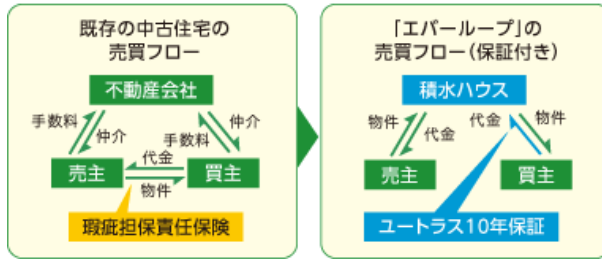 既存の中古住宅の
売買フロー
不動産会社
手数料
仲介
手数料
仲介
代金
売主
買主
物件
瑕疵担保責任保険
「エバーループ」の
売買フロー(保証付き)
積水ハウス
物件
代金
代金
物件
売主
買主
ユートラス10年保証